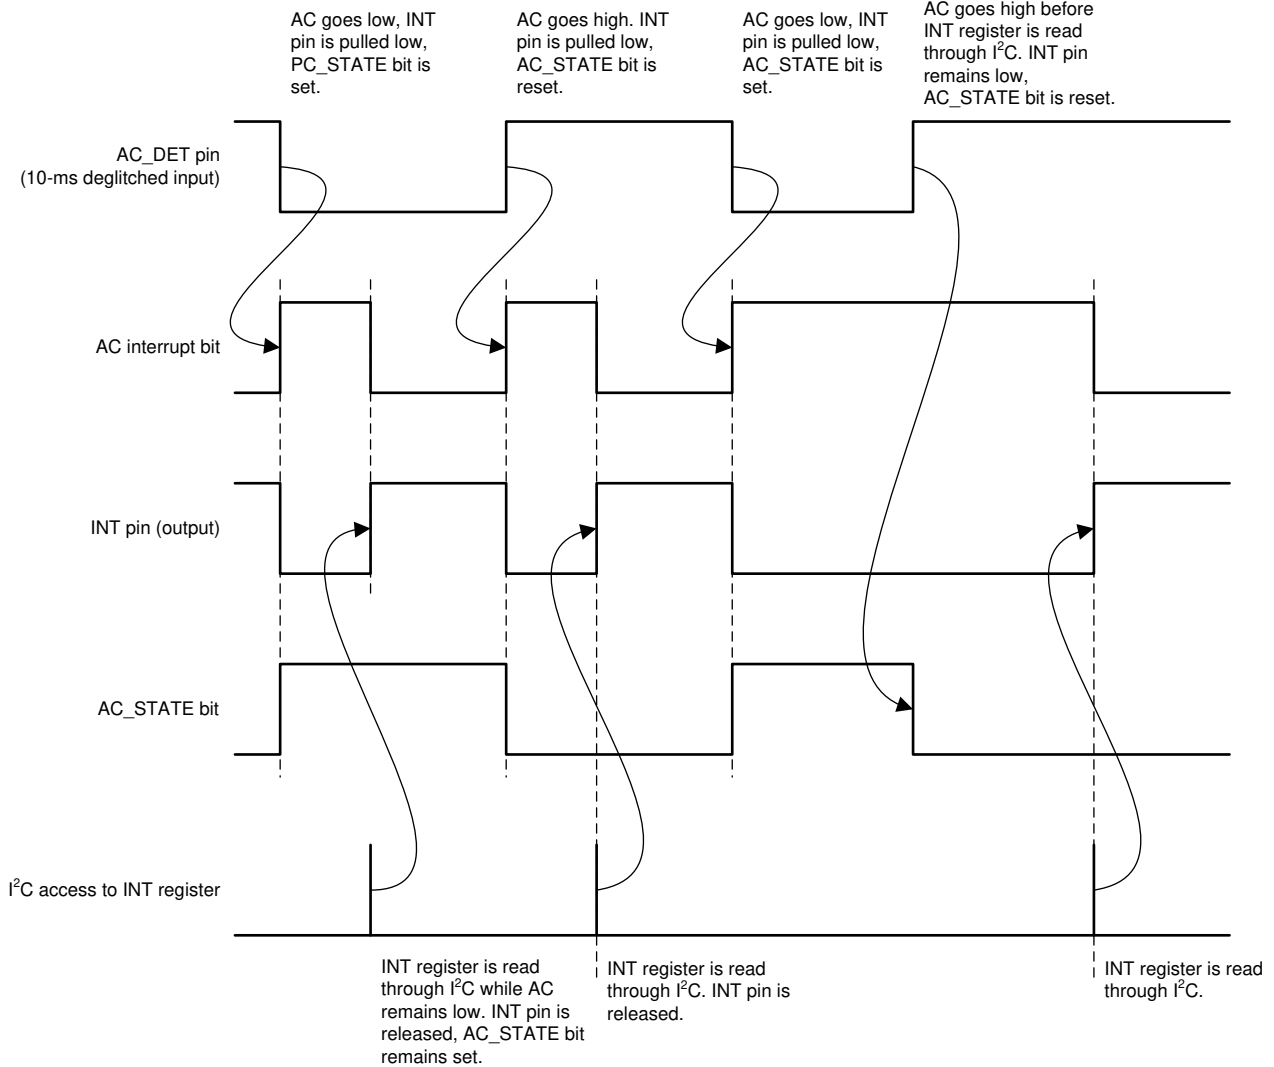 AC goes low, INT
pin is pulled low,
PC_STATE bit is
set.
AC goes high. INT
pin is pulled low,
AC_STATE bit is
reset.
AC goes low, INT
pin is pulled low,
AC_STATE bit is
set.
AC goes high before
INT register is read
through I²C. INT pin
remains low,
AC_STATE bit is reset.
AC_DET pin
(10-ms deglitched input)
AC interrupt bit
INT pin (output)
AC_STATE bit
I²C access to INT register
INT register is read
through I²C while AC
remains low. INT pin is
released, AC_STATE bit
remains set.
INT register is read
through I²C. INT pin is
released.
INT register is read
through I²C.